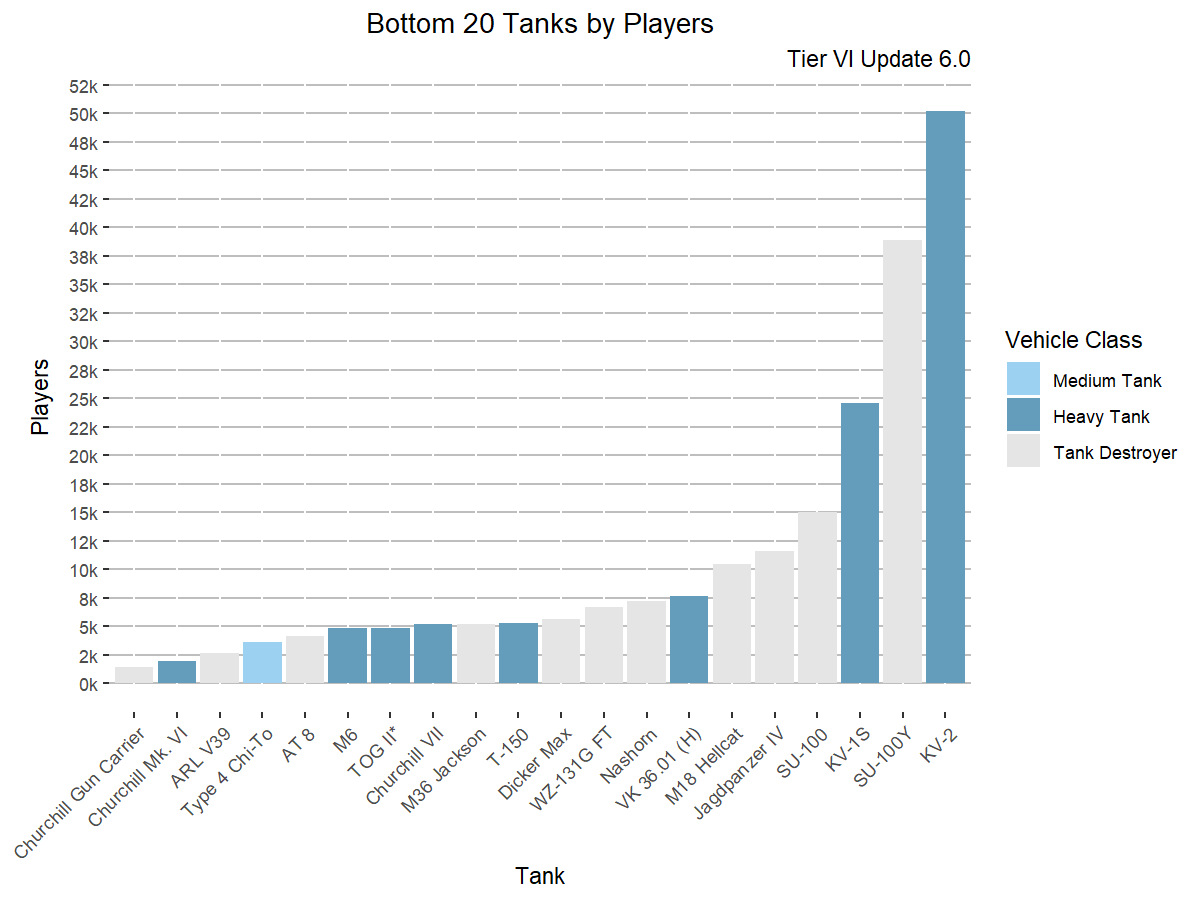 Bottom 20 Tanks by Players
Tier VI Update 6.0
52k
50k
48k
45k
42k
40k
38k
35k
32k
30k
28k
25k
22k
20k
18k
15k
12k
10k
8k
5k
2k
0k
Players
Churchill Gun Carrier
Churchill Mk. VI
ARL V39
Type 4 Chi-To
AT 8
M6
TOG II*
Churchill VII
M36 Jackson
T-150
Dicker Max
WZ-131G FT
Nashorn
VK 36.01 (H)
M18 Hellcat
Jagdpanzer IV
SU-100
KV-1S
SU-100Y
KV-2
Tank
Vehicle Class
Medium Tank
Heavy Tank
Tank Destroyer